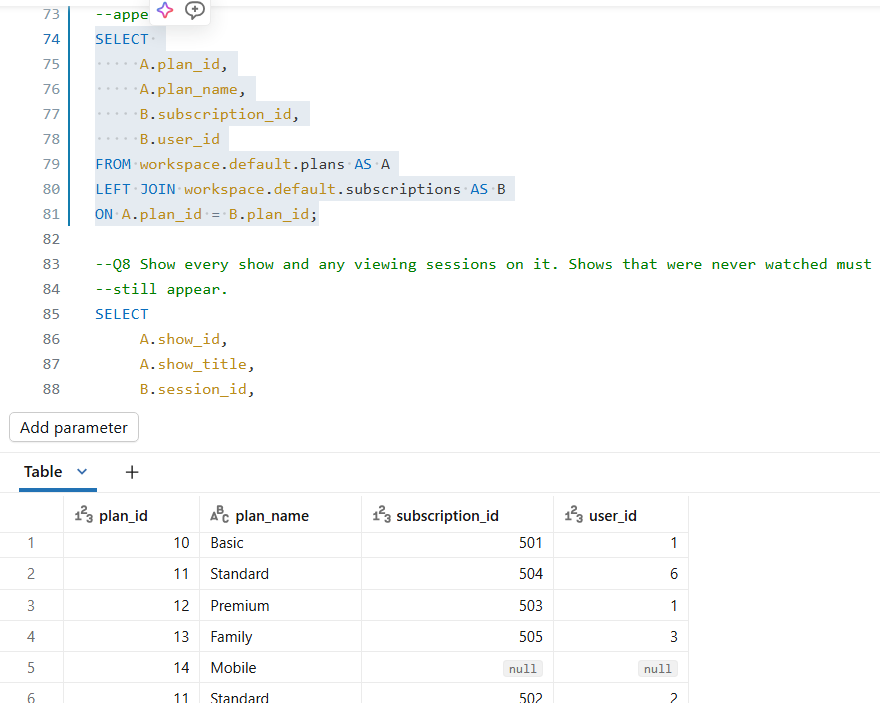 73 --appe
74 SELECT
75 A.plan_id,
76 A.plan_name,
77 B.subscription_id,
78 B.user_id
79 FROM workspace.default.plans AS A
80 LEFT JOIN workspace.default.subscriptions AS B
81 ON A.plan_id = B.plan_id;
82
83 --Q8 Show every show and any viewing sessions on it. Shows that were never watched must
84 --still appear.
85 SELECT
86 A.show_id,
87 A.show_title,
88 B.session_id,
Add parameter
Table
123 plan_id ABC plan_name 123 subscription_id 123 user_id
1 10 Basic 501 1
2 11 Standard 504 6
3 12 Premium 503 1
4 13 Family 505 3
5 14 Mobile null null
6 11 Standard 502 2